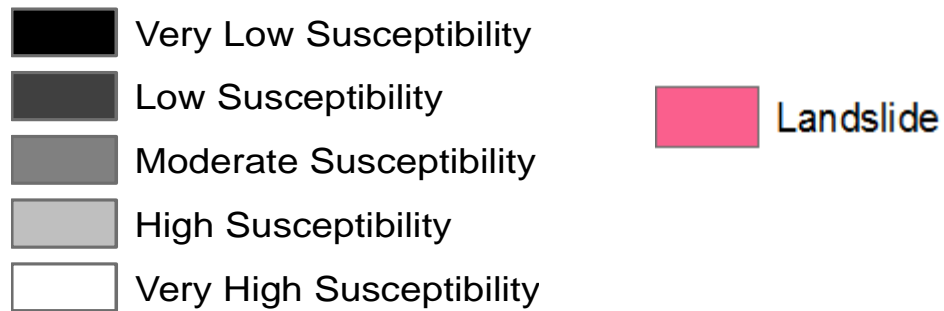 Very Low Susceptibility
Low Susceptibility
Moderate Susceptibility
High Susceptibility
Very High Susceptibility
Landslide